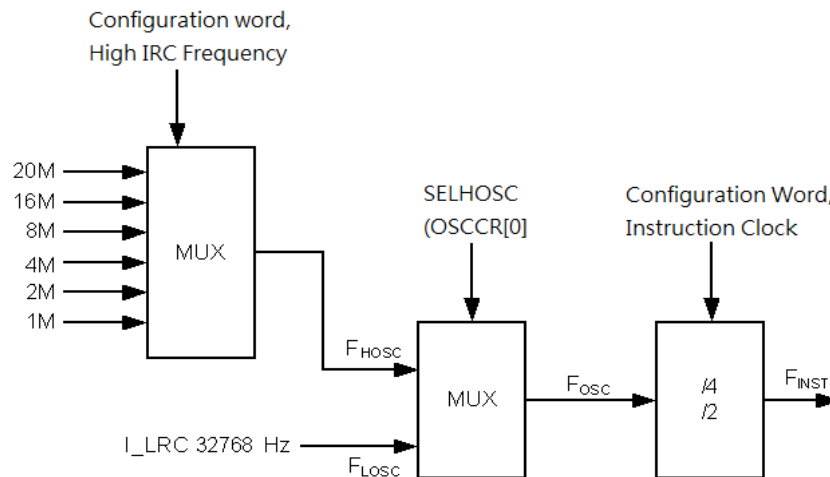 Configuration word,
High IRC Frequency
20M
16M
8M
4M
2M
1M
MUX
SELHOSC
(OSCCR[0]
Configuration Word,
Instruction Clock
FHOSC
MUX
FOSC
/4
/2
FINST
I_LRC 32768 Hz
FLOSC